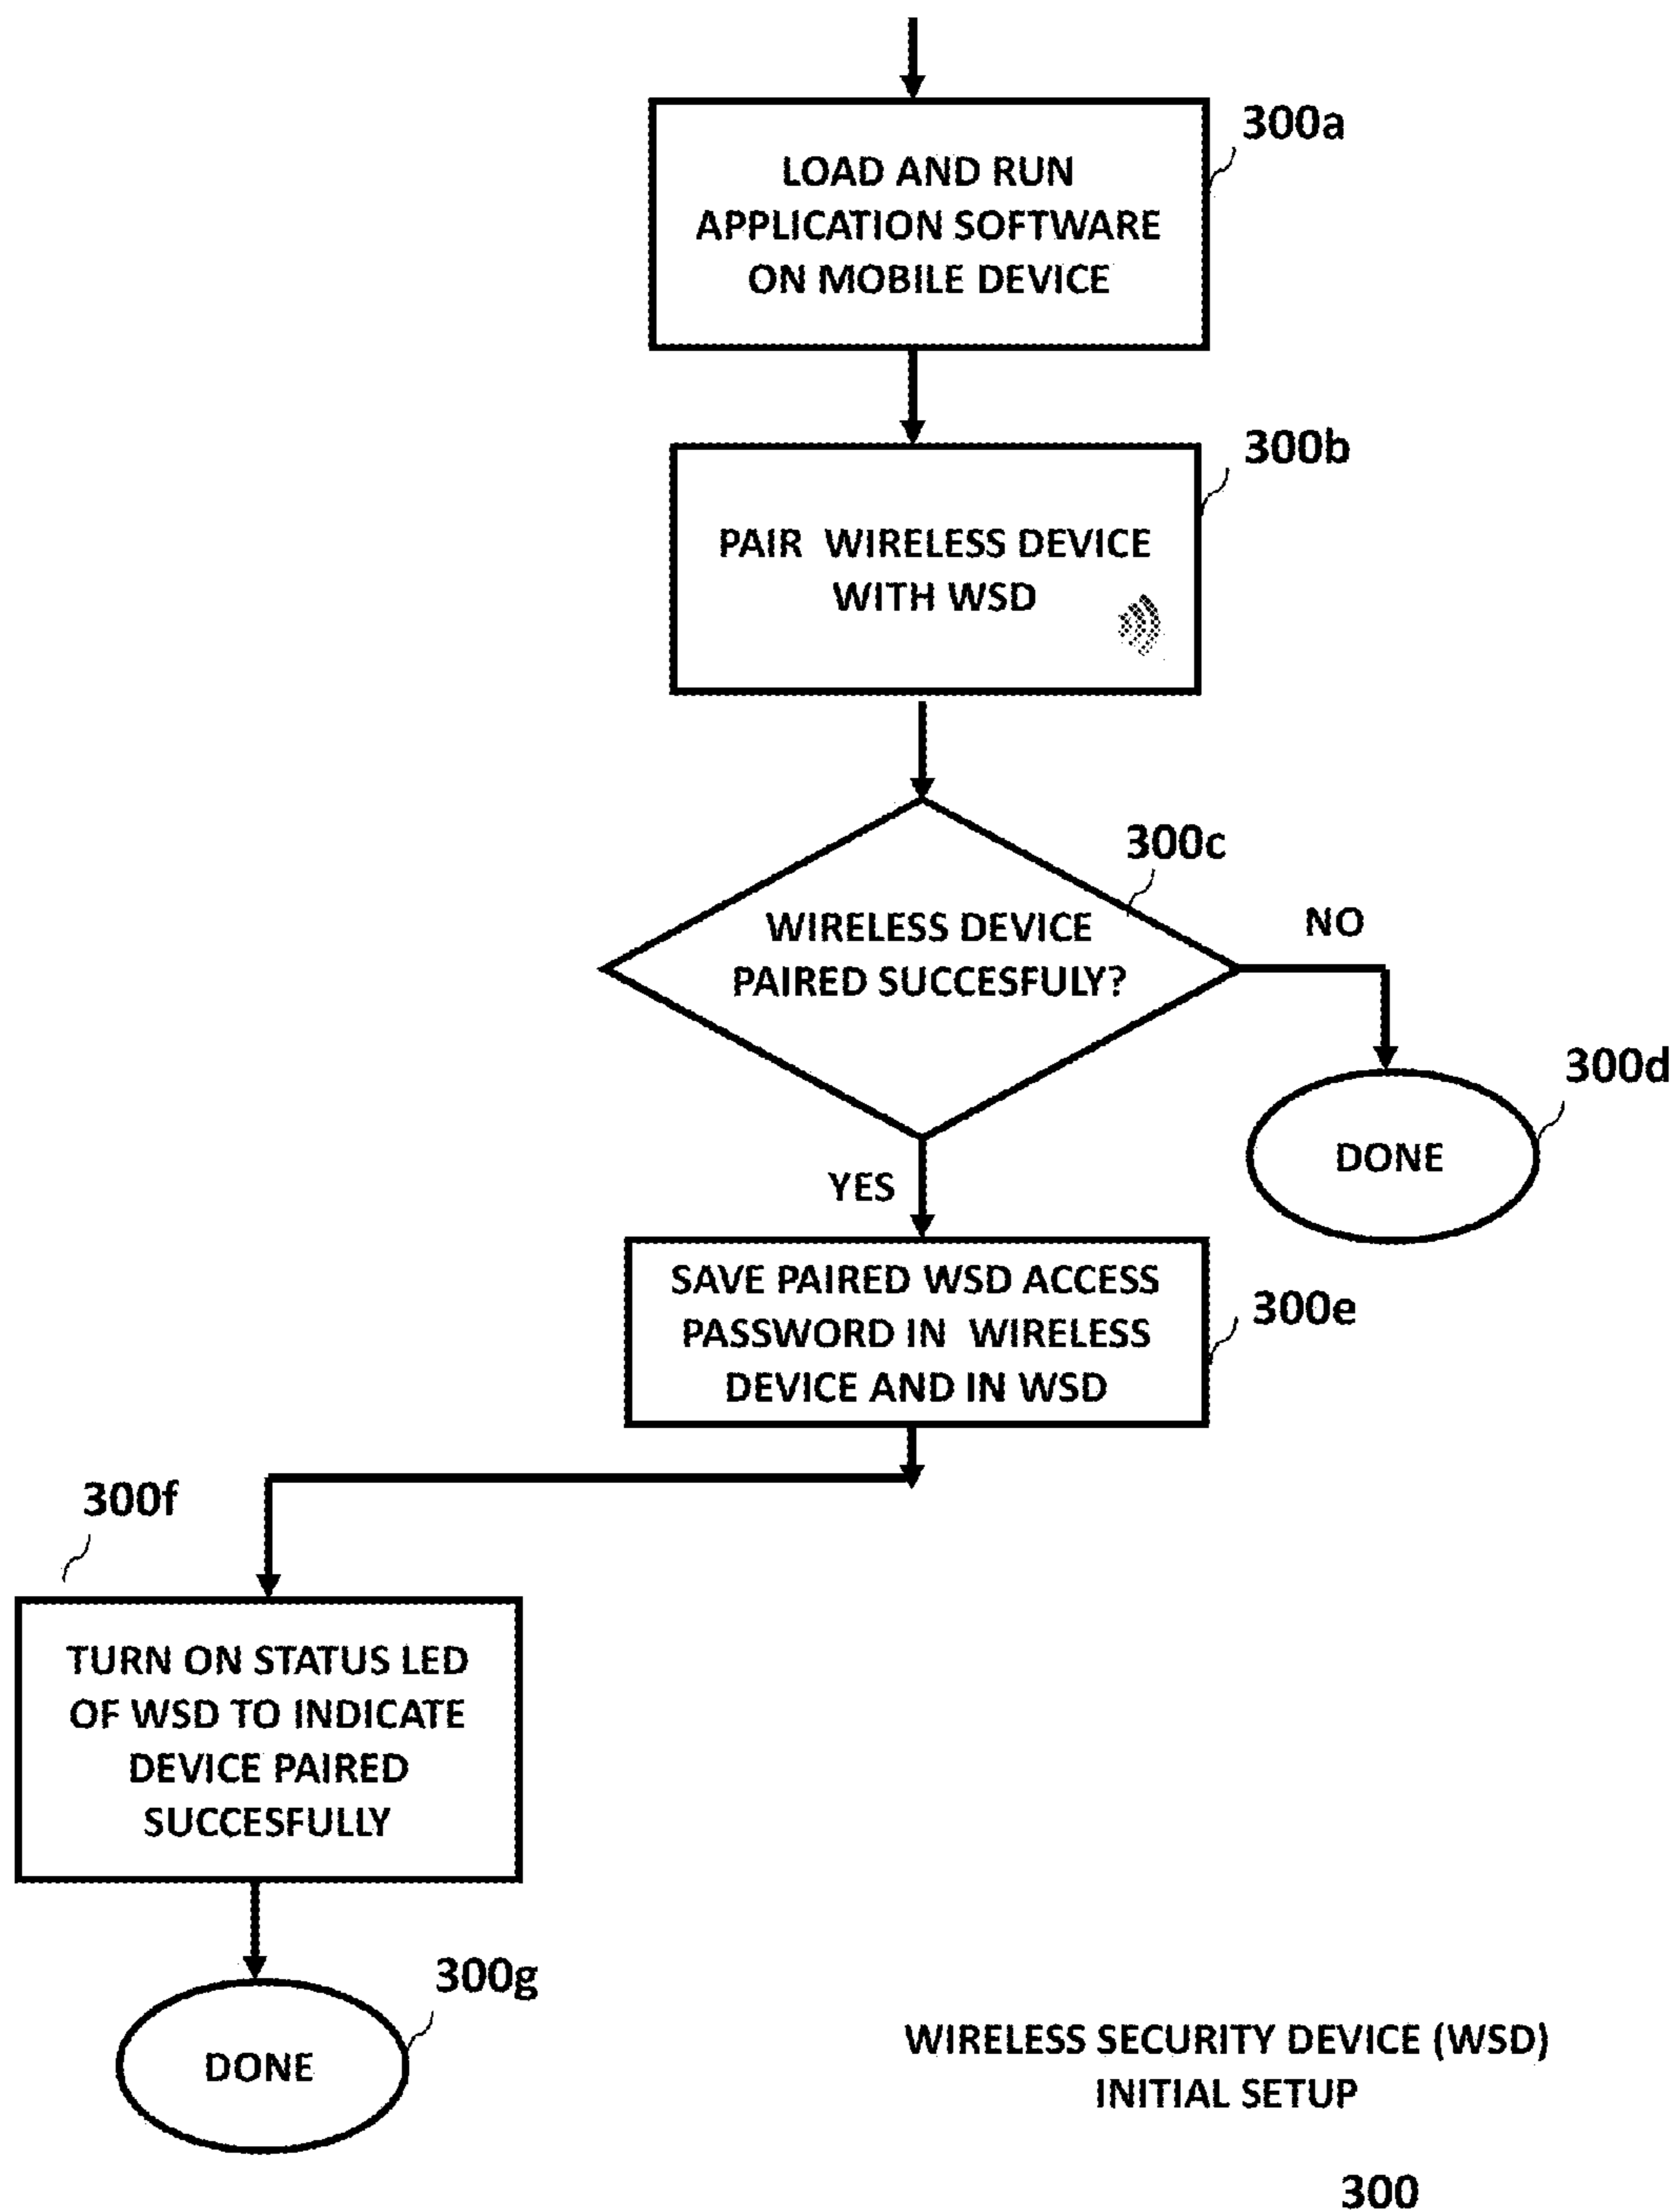 300a
LOAD AND RUN
APPLICATION SOFTWARE
ON MOBILE DEVICE
300b
PAIR WIRELESS DEVICE
WITH WSD
300c
WIRELESS DEVICE
PAIRED SUCCESFULY?
NO
300d
DONE
YES
SAVE PAIRED WSD ACCESS
PASSWORD IN WIRELESS
DEVICE AND IN WSD
300e
300f
TURN ON STATUS LED
OF WSD TO INDICATE
DEVICE PAIRED
SUCCESFULLY
300g
DONE
WIRELESS SECURITY DEVICE (WSD)
INITIAL SETUP
300